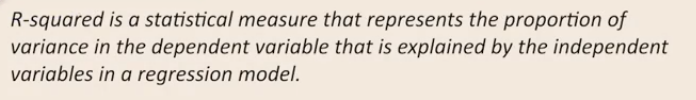 R-squared is a statistical measure that represents the proportion of
variance in the dependent variable that is explained by the independent
variables in a regression model.